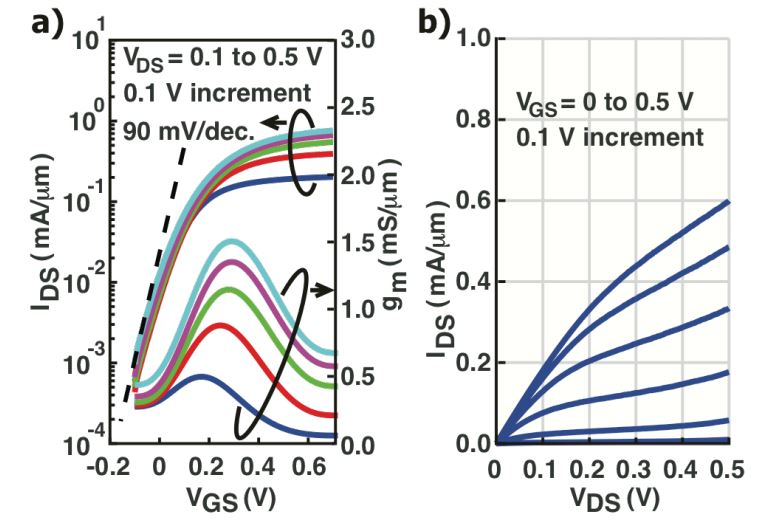 a)
V_DS = 0.1 to 0.5 V
0.1 V increment
90 mV/dec.
I_DS (mA/μm)
10^1
10^0
10^-1
10^-2
10^-3
10^-4
g_m (mS/μm)
3.0
2.5
2.0
1.5
1.0
0.5
0.0
-0.2 0 0.2 0.4 0.6
V_GS (V)
b)
V_GS = 0 to 0.5 V
0.1 V increment
I_DS (mA/μm)
1.0
0.8
0.6
0.4
0.2
0.0
0 0.1 0.2 0.3 0.4 0.5
V_DS (V)